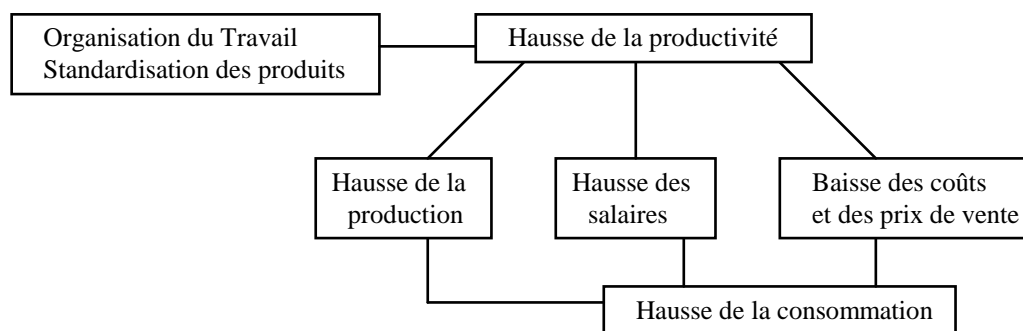 Organisation du Travail
Standardisation des produits
Hausse de la productivité
Hausse de la
production
Hausse des
salaires
Baisse des coûts
et des prix de vente
Hausse de la consommation